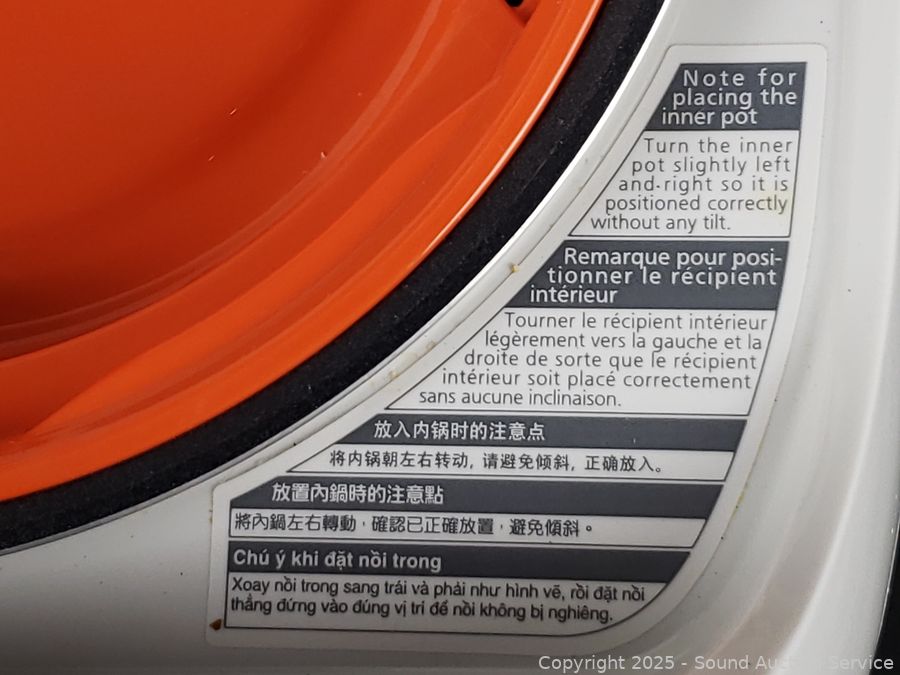 Note for
placing the
inner pot
Turn the inner
pot slightly left
and right so it is
positioned correctly
without any tilt.
Remarque pour posi-
tionner le récipient
intérieur
Tourner le récipient intérieur
légèrement vers la gauche et la
droite de sorte que le récipient
intérieur soit placé correctement
sans aucune inclinaison.
放入内锅时的注意点
将内锅朝左右转动, 请避免倾斜, 正确放入。
放置內鍋時的注意點
將內鍋左右轉動，確認已正確放置，避免傾斜。
Chú ý khi đặt nồi trong
Xoay nồi trong sang trái và phải như hình vẽ, rồi đặt nồi
thẳng đứng vào đúng vị trí để nồi không bị nghiêng.
Copyright 2025 - Sound Auction Service